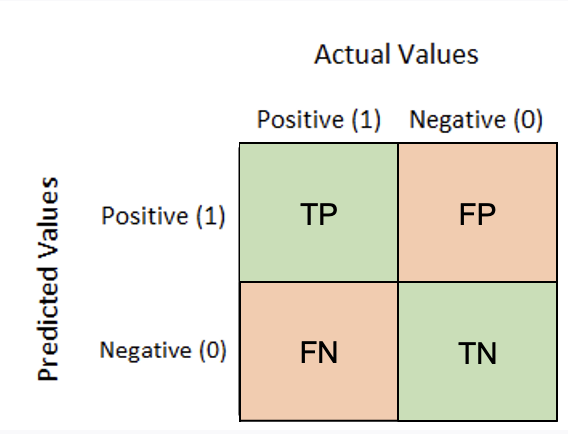 Actual Values
Positive (1) Negative (0)
Predicted Values
Positive (1) TP FP
Negative (0) FN TN